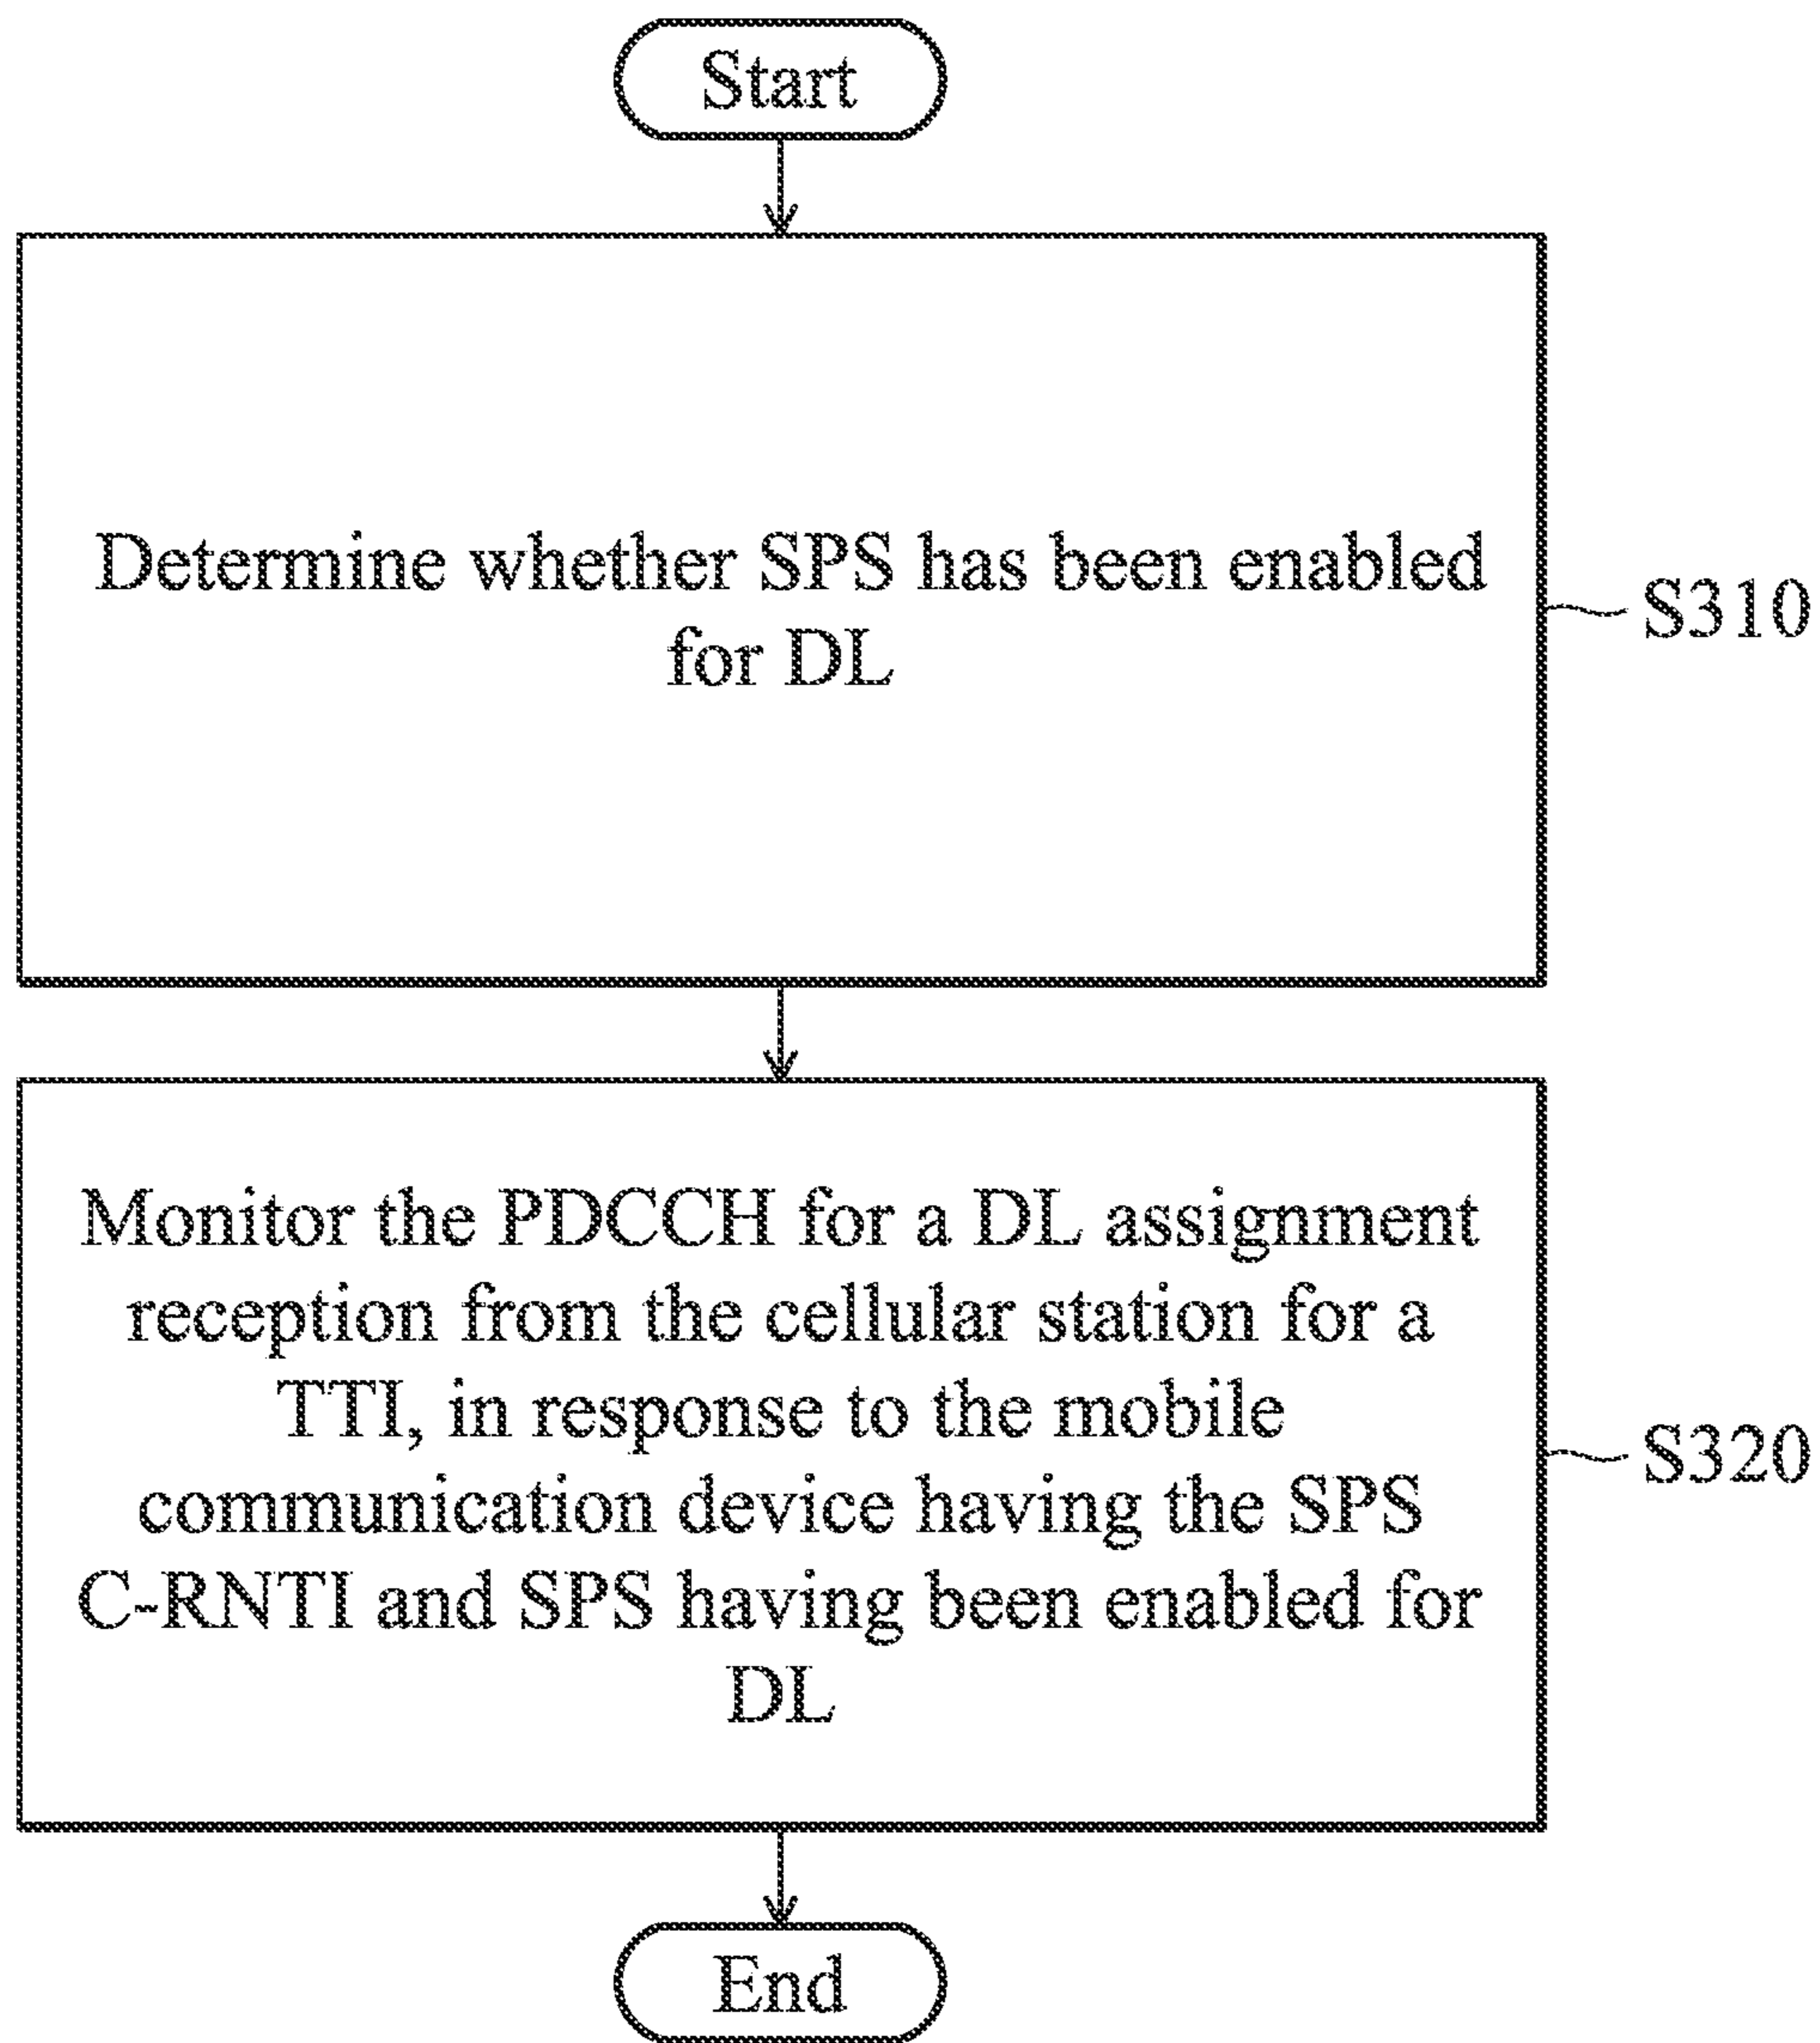 Start
Determine whether SPS has been enabled
for DL
S310
Monitor the PDCCH for a DL assignment
reception from the cellular station for a
TTI, in response to the mobile
communication device having the SPS
C-RNTI and SPS having been enabled for
DL
S320
End